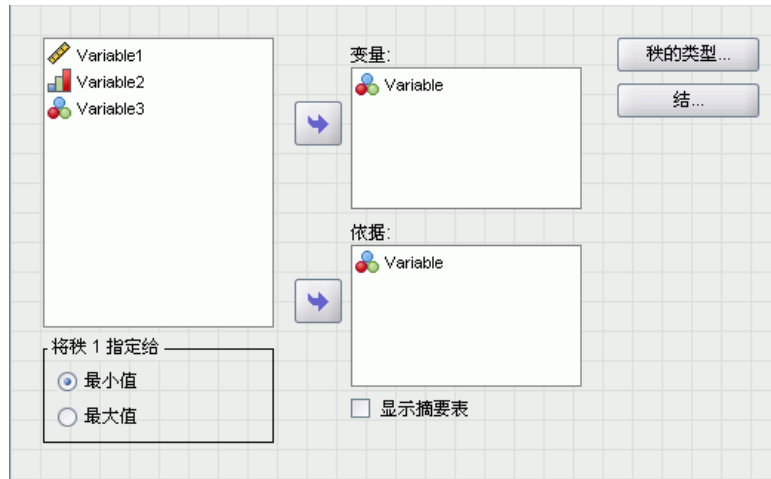 Variable1
Variable2
Variable3
变量:
Variable
依据:
Variable
秩的类型...
结...
将秩 1 指定给
最小值
最大值
显示摘要表